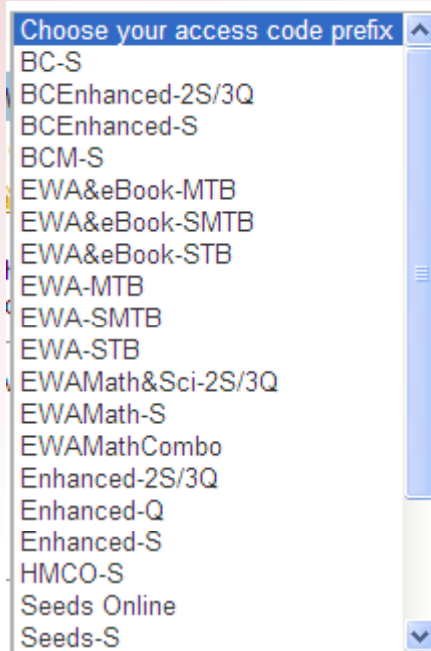 Choose your access code prefix
BC-S
BCEnhanced-2S/3Q
BCEnhanced-S
BCM-S
EWA&eBook-MTB
EWA&eBook-SMTB
EWA&eBook-STB
EWA-MTB
EWA-SMTB
EWA-STB
EWAMath&Sci-2S/3Q
EWAMath-S
EWAMathCombo
Enhanced-2S/3Q
Enhanced-Q
Enhanced-S
HMCO-S
Seeds Online
Seeds-S